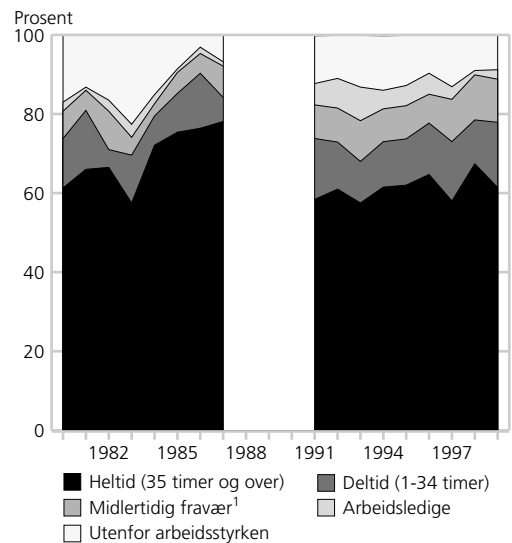 Prosent
100
80
60
40
20
0
1982 1985 1988 1991 1994 1997
Heltid (35 timer og over) Deltid (1-34 timer)
Midlertidig fravær¹ Arbeidsledige
Utenfor arbeidsstyrken